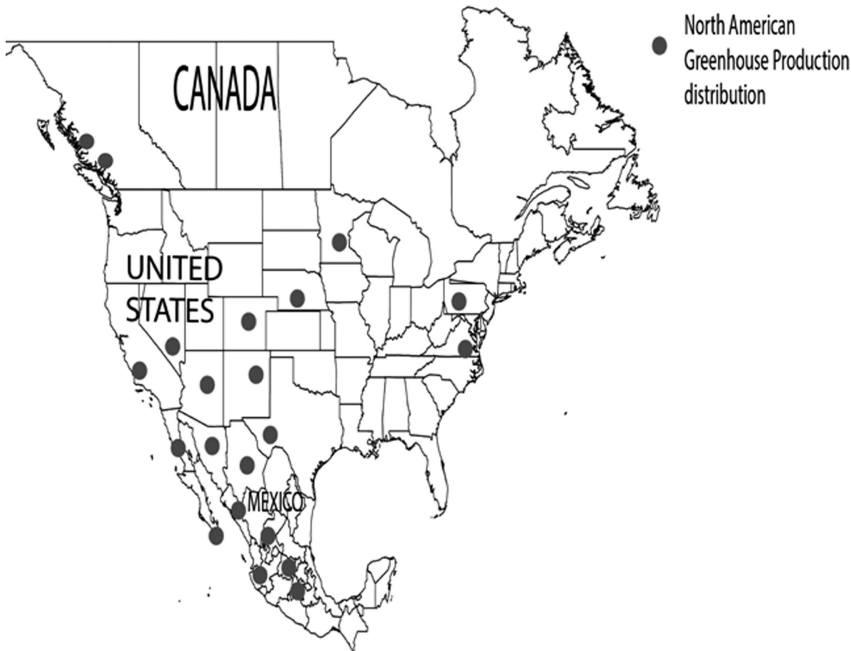 North American
Greenhouse Production
distribution
CANADA
UNITED
STATES
MEXICO